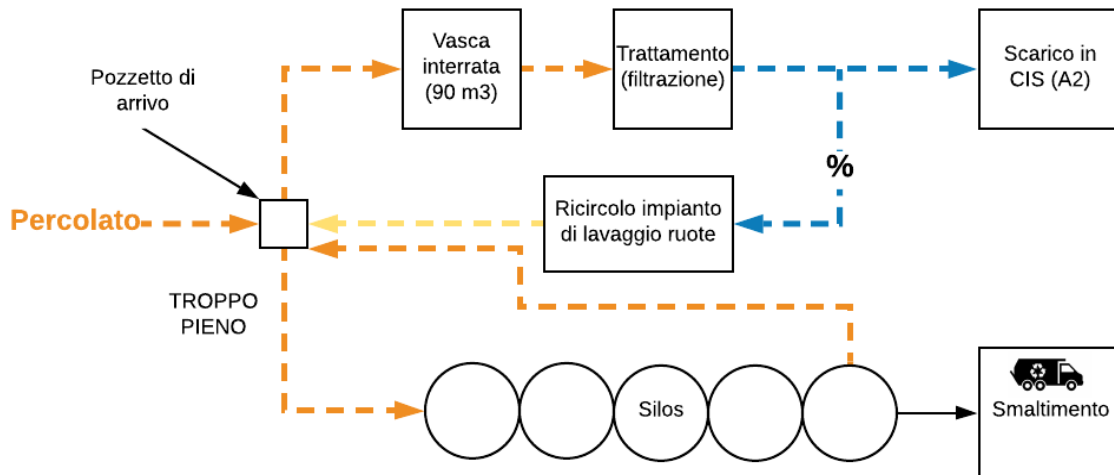 Vasca
interrata
(90 m3)
Trattamento
(filtrazione)
Scarico in
CIS (A2)
Pozzetto di
arrivo
%
Percolato
Ricircolo impianto
di lavaggio ruote
TROPPO
PIENO
Silos
Smaltimento